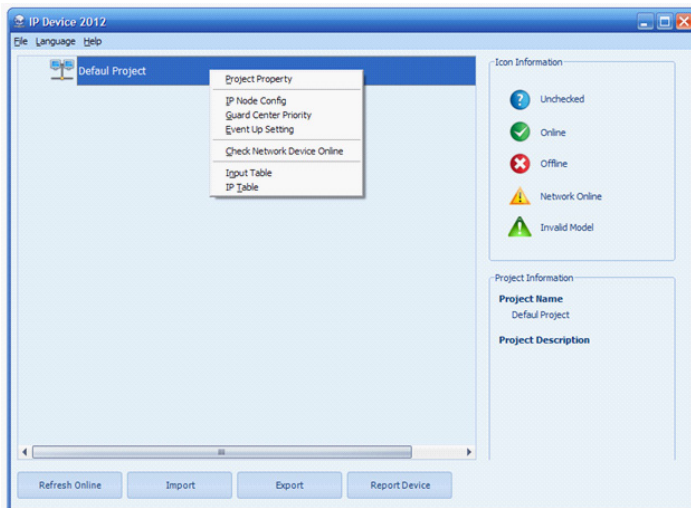 IP Device 2012
File Language Help
Defaul Project
Project Property
IP Node Config
Guard Center Priority
Event Up Setting
Check Network Device Online
Input Table
IP Table
Icon Information
Unchecked
Online
Offline
Network Online
Invalid Model
Project Information
Project Name
Defaul Project
Project Description
Refresh Online Import Export Report Device